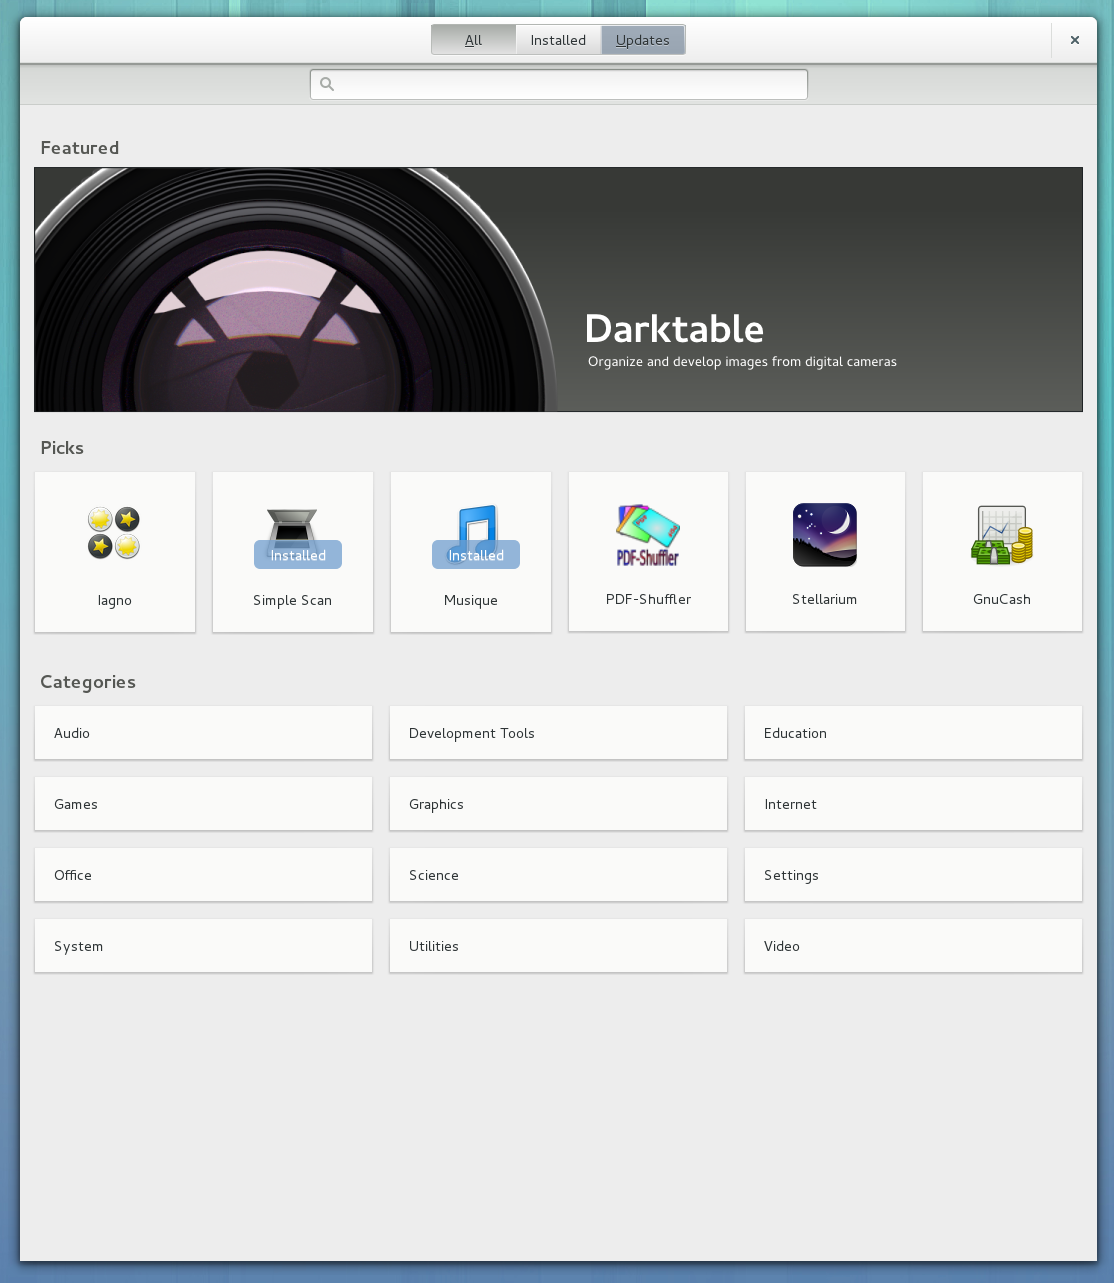 All
Installed
Updates
Featured
Darktable
Organize and develop images from digital cameras
Picks
Installed
Installed
PDF-Shuffler
Iagno
Simple Scan
Musique
PDF-Shuffler
Stellarium
GnuCash
Categories
Audio
Development Tools
Education
Games
Graphics
Internet
Office
Science
Settings
System
Utilities
Video